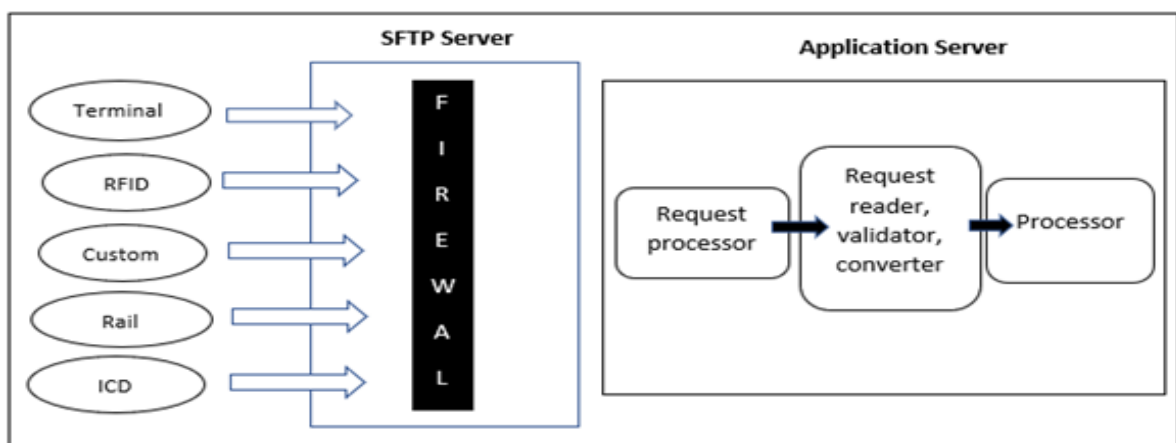 SFTP Server
Application Server
Terminal
RFID
Custom
Rail
ICD
F
I
R
E
W
A
L
Request
processor
Request
reader,
validator,
converter
Processor